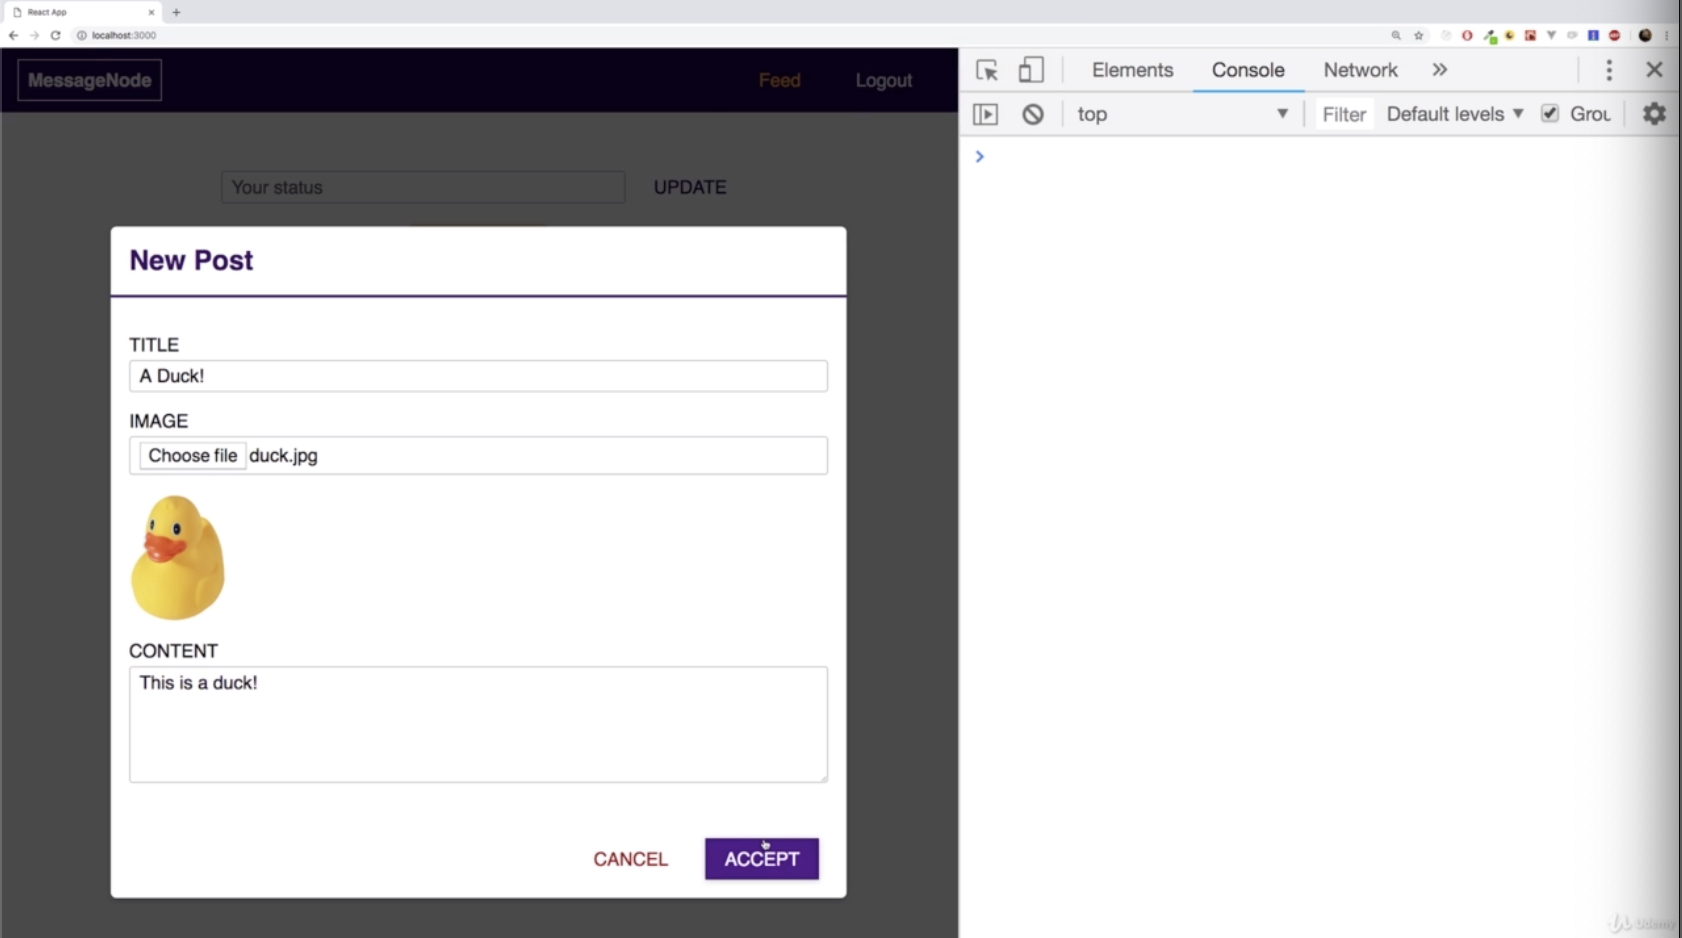 React App
localhost:3000
MessageNode
Feed
Logout
Elements
Console
Network
top
Filter
Default levels
Grou
Your status
UPDATE
New Post
TITLE
A Duck!
IMAGE
Choose file duck.jpg
CONTENT
This is a duck!
CANCEL
ACCEPT
Udemy